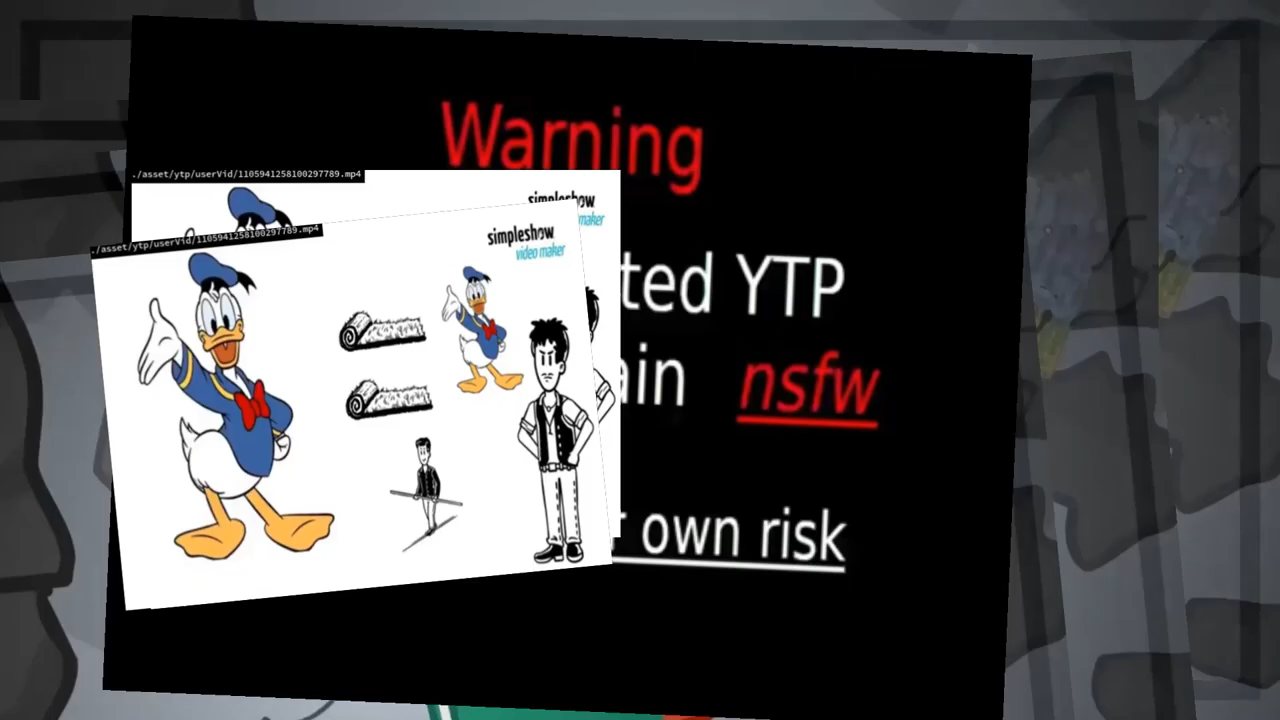 Warning
./asset/ytp/userVid/1105941258100297789.mp4
simpleshow
maker
./asset/ytp/userVid/1105941258100297789.mp4
simpleshow
video maker
ted YTP
ain nsfw
r own risk